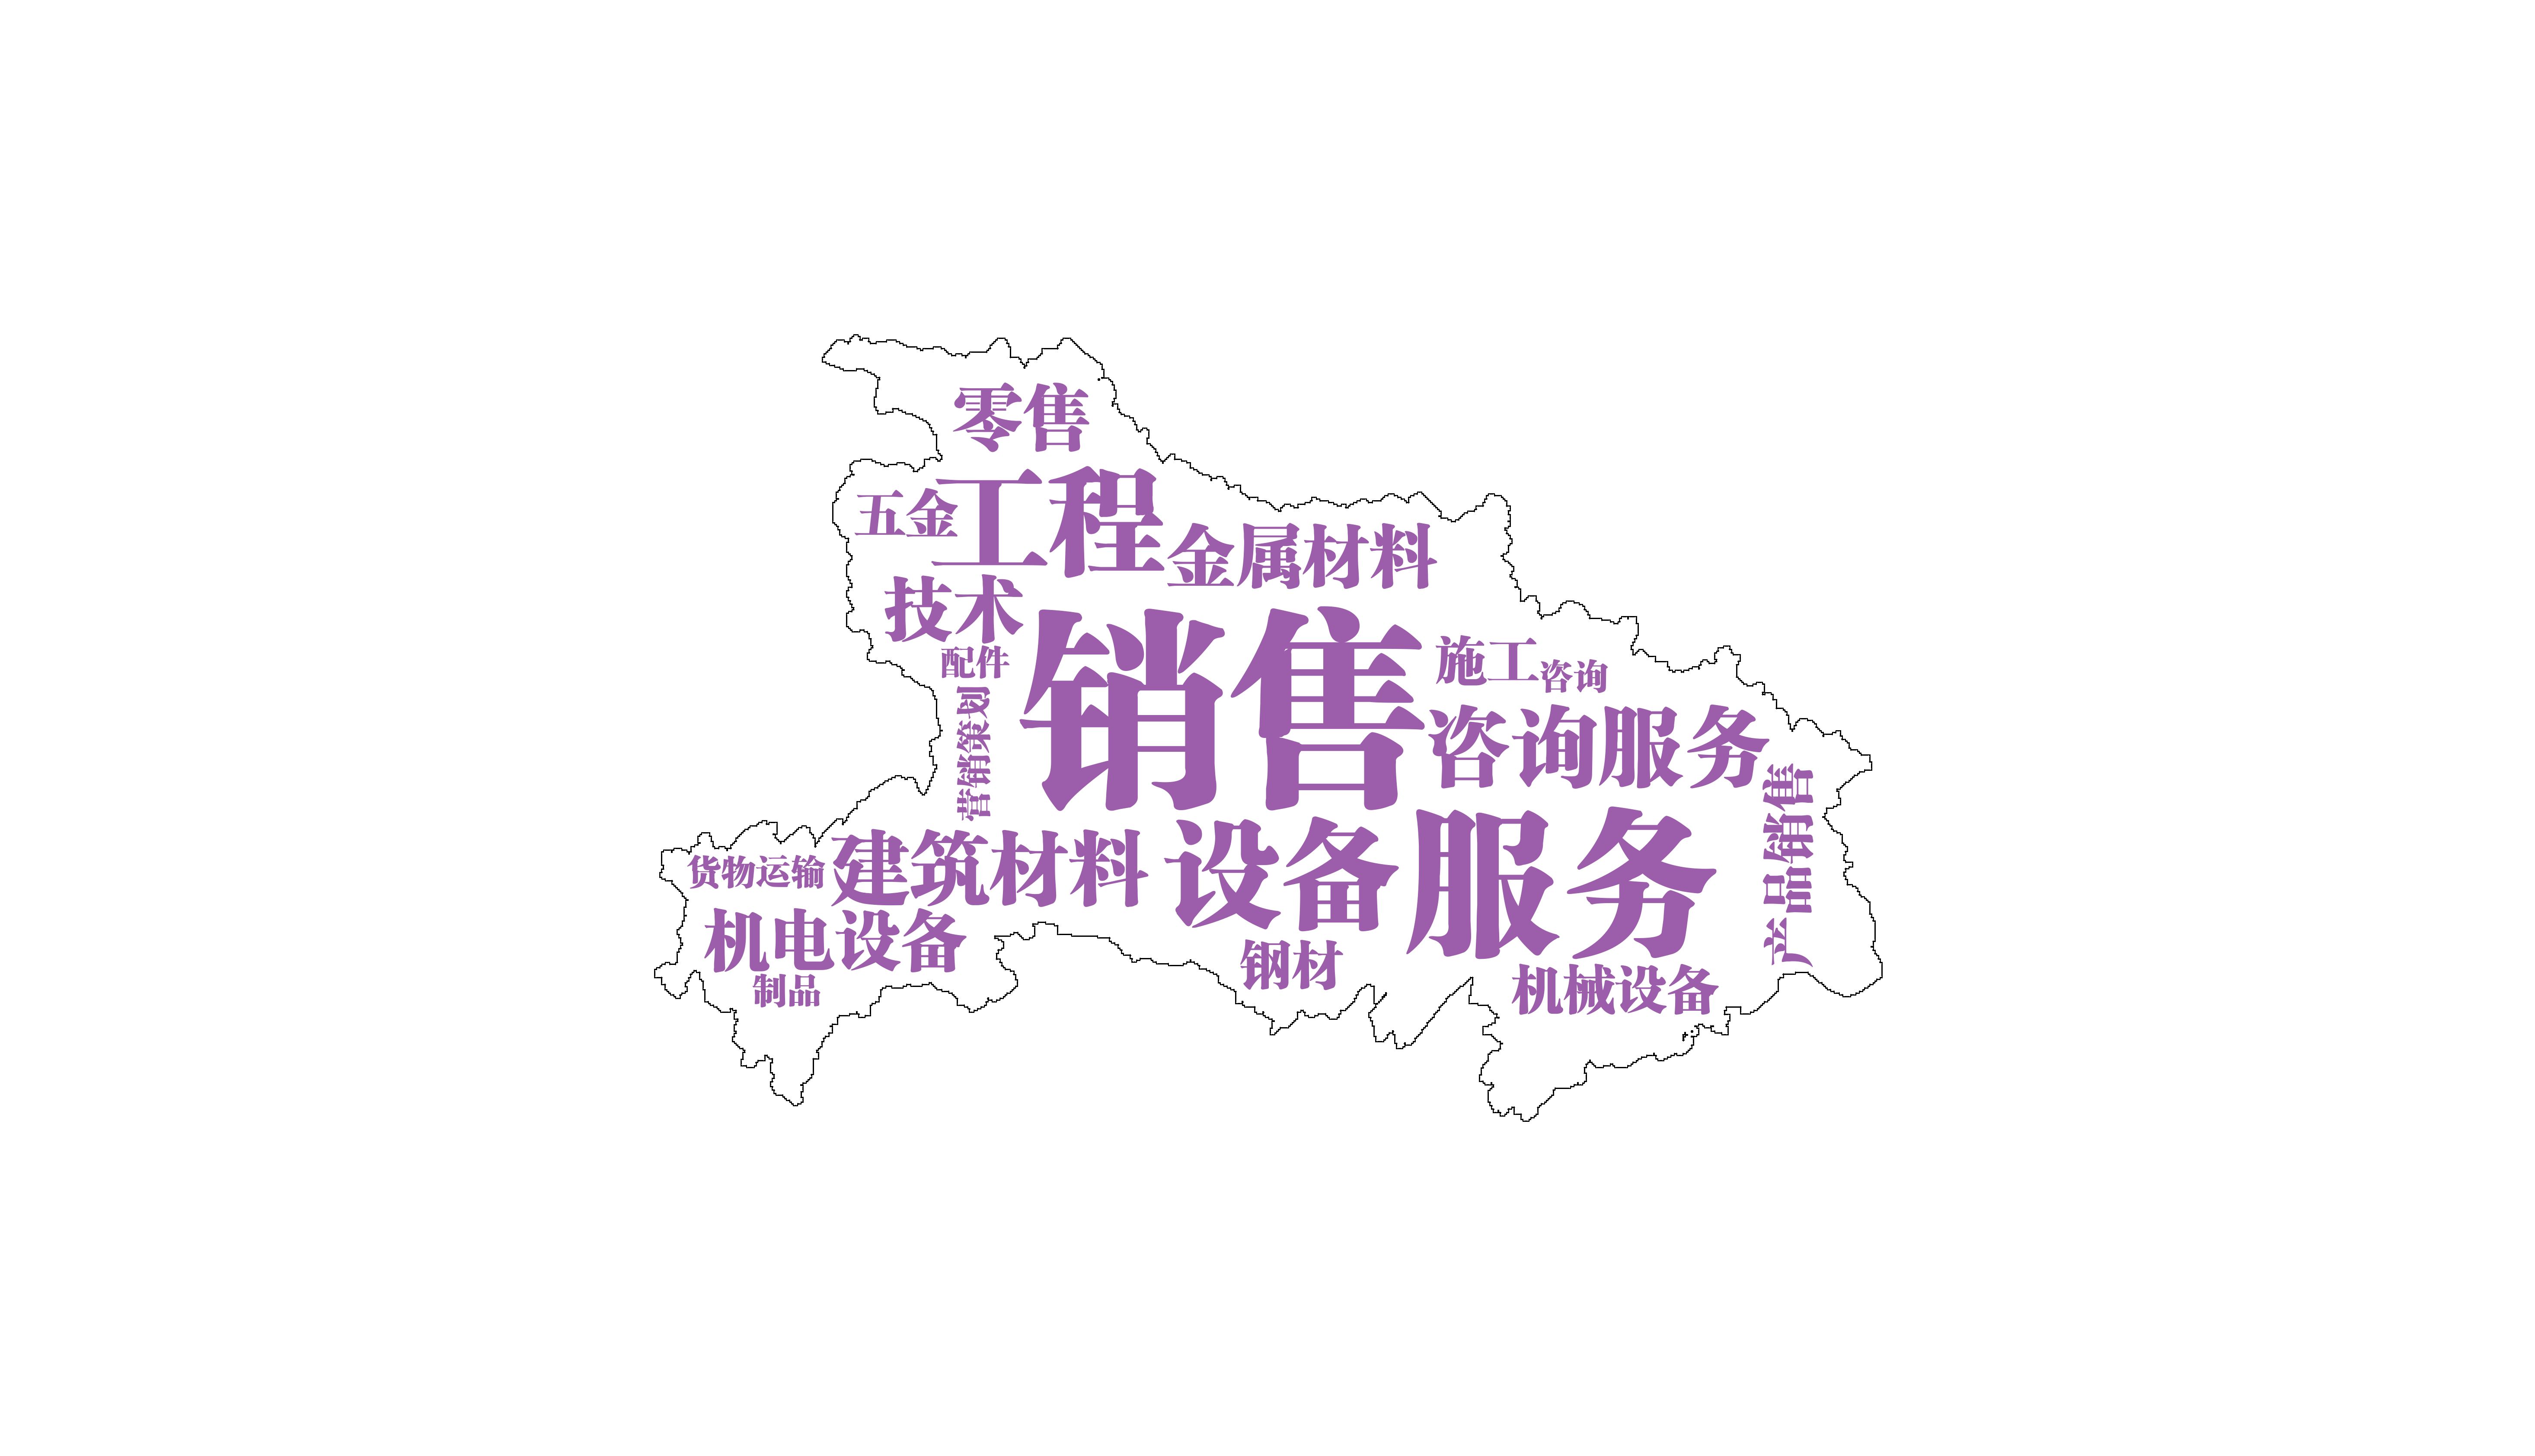 零售
五金
工程
金属材料
技术
销售
配件
施工
咨询
营销策划
咨询服务
产品销售
货物运输
建筑材料
设备
服务
机电设备
钢材
制品
机械设备